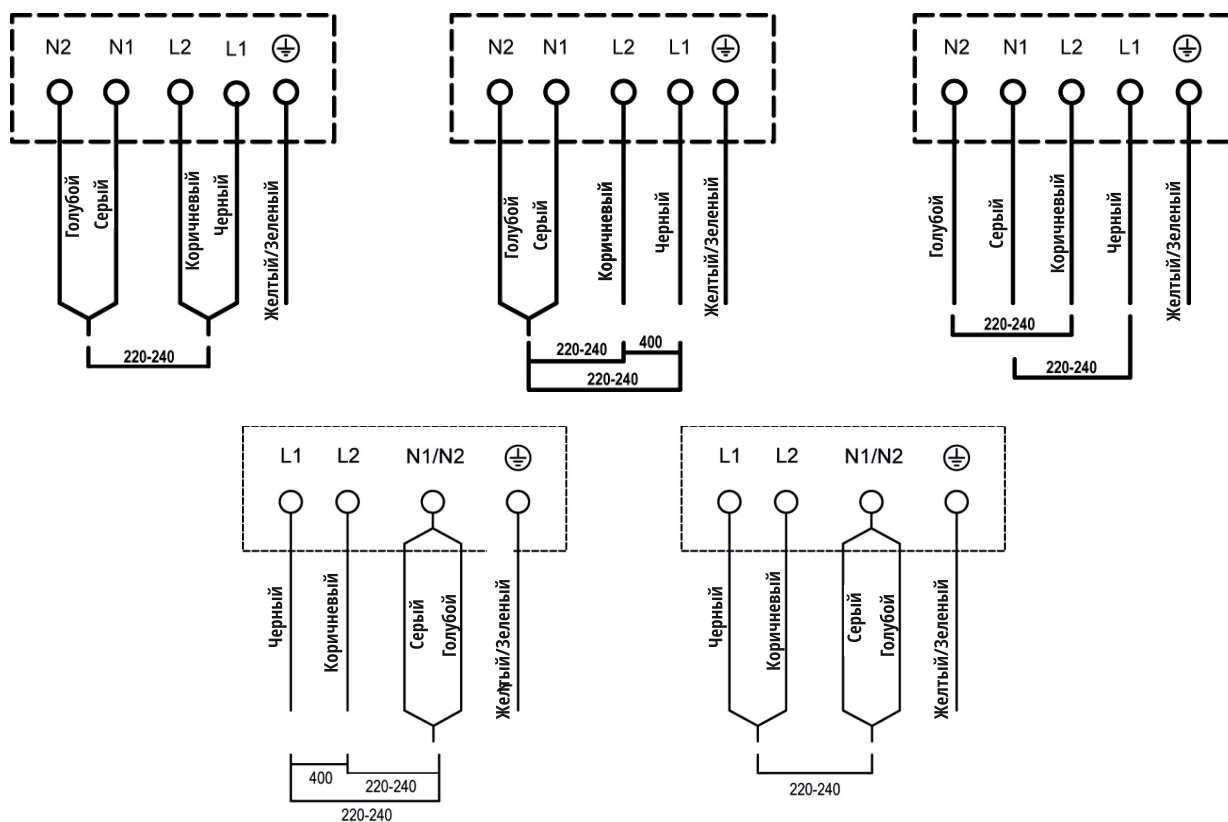 N2 N1 L2 L1
Голубой
Серый
Коричневый
Черный
Желтый/Зеленый
220-240
N2 N1 L2 L1
Голубой
Серый
Коричневый
Черный
Желтый/Зеленый
220-240
400
220-240
N2 N1 L2 L1
Голубой
Серый
Коричневый
Черный
Желтый/Зеленый
220-240
220-240
L1 L2 N1/N2
Черный
Коричневый
Серый
Голубой
Желтый/Зеленый
400
220-240
220-240
L1 L2 N1/N2
Черный
Коричневый
Серый
Голубой
Желтый/Зеленый
220-240